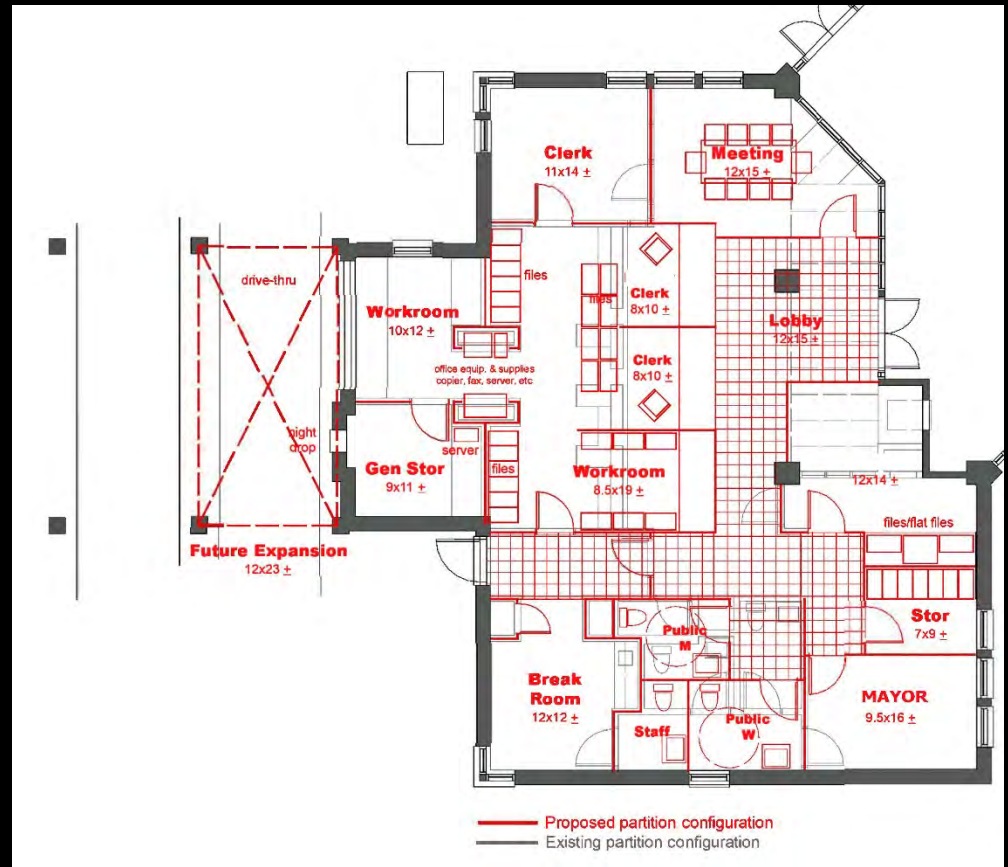 Clerk
11x14 ±
Meeting
12x15 +
drive-thru
files
Workroom
10x12 ±
files
Clerk
8x10 ±
Lobby
12x15 ±
office equip. & supplies
copier, fax, server, etc
Clerk
8x10 ±
night
drop
server
Gen Stor
9x11 ±
files
Workroom
8.5x19 ±
12x14 ±
files/flat files
Future Expansion
12x23 ±
Stor
7x9 ±
Public
M
Break
Room
12x12 ±
Staff
Public
W
MAYOR
9.5x16 ±
Proposed partition configuration
Existing partition configuration